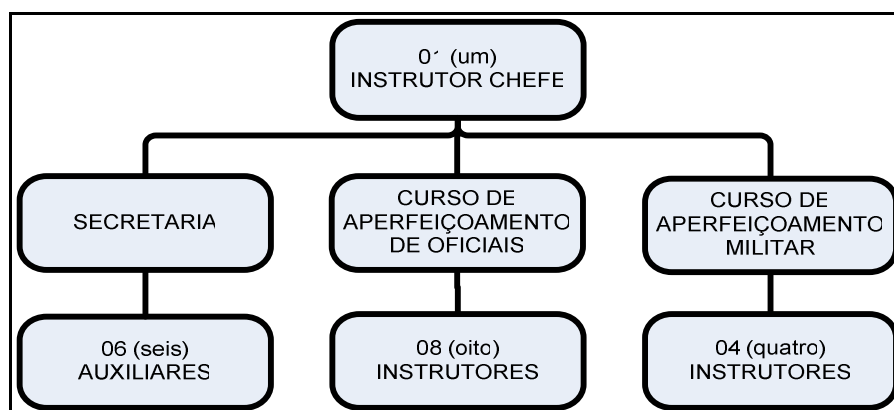 01 (um)
INSTRUTOR CHEFE
SECRETARIA
CURSO DE
APERFEIÇOAMENTO
DE OFICIAIS
CURSO DE
APERFEIÇOAMENTO
MILITAR
06 (seis)
AUXILIARES
08 (oito)
INSTRUTORES
04 (quatro)
INSTRUTORES